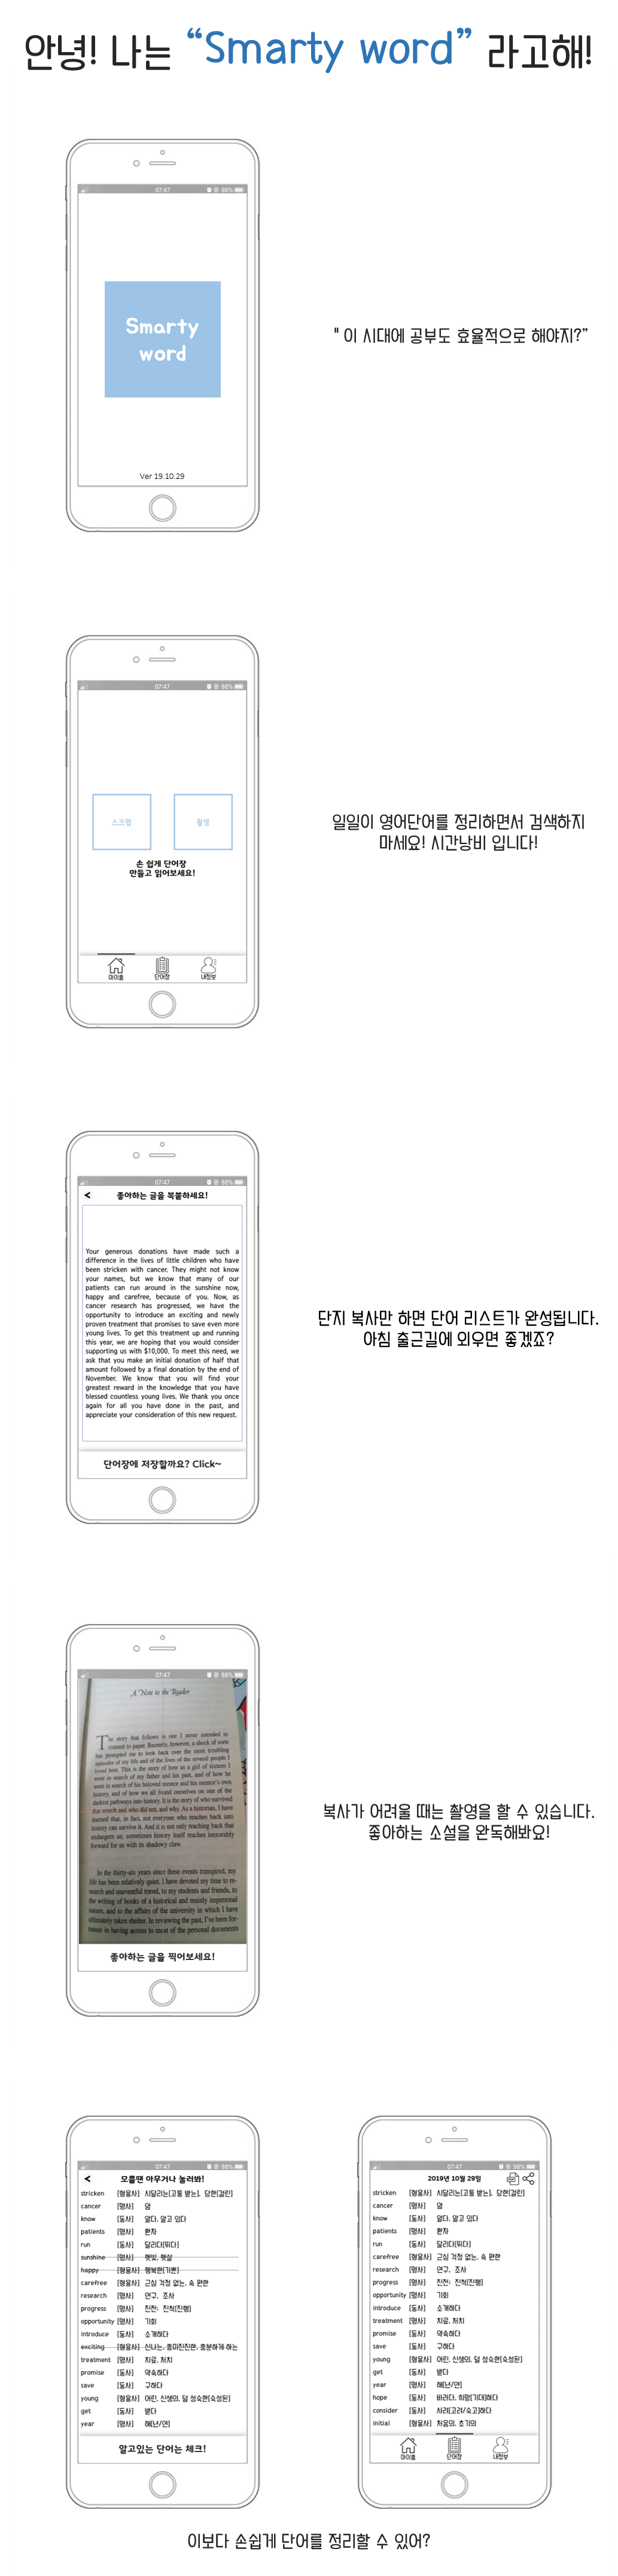 안녕! 나는 “Smarty word” 라고해!
07:47
98%
Smarty
word
Ver 19.10.29
" 이 시대에 공부도 효율적으로 해야지?”
07:47
98%
스크랩
촬영
손 쉽게 단어장
만들고 읽어보세요!
마이홈
단어장
내정보
일일이 영어단어를 정리하면서 검색하지
마세요! 시간낭비 입니다!
07:47
98%
< 좋아하는 글을 복붙하세요!
Your generous donations have made such a
difference in the lives of little children who have
been stricken with cancer. They might not know
your names, but we know that many of our
patients can run around in the sunshine now,
happy and carefree, because of you. Now, as
cancer research has progressed, we have the
opportunity to introduce an exciting and newly
proven treatment that promises to save even more
young lives. To get this treatment up and running
this year, we are hoping that you would consider
supporting us with $10,000. To meet this need, we
ask that you make an initial donation of half that
amount followed by a final donation by the end of
November. We know that you will find your
greatest reward in the knowledge that you have
blessed countless young lives. We thank you once
again for all you have done in the past, and
appreciate your consideration of this new request.
단어장에 저장할까요? Click~
단지 복사만 하면 단어 리스트가 완성됩니다.
아침 출근길에 외우면 좋겠죠?
07:47
98%
A Note to the Reader
The story that follows is one I never intended to
commit to paper. Recently, however, a shock of sorts
has prompted me to look back over the most troubling
episodes of my life and of the lives of the several people I
loved best. This is the story of how as a girl of sixteen I
went in search of my father and his past, and of how he
went in search of his beloved mentor and his mentor's own
history, and of how we all found ourselves on one of the
darkest pathways into history. It is the story of who survived
that search and who did not, and why. As a historian, I have
learned that, in fact, not everyone who reaches back into
history can survive it. And it is not only reaching back that
endangers us; sometimes history itself reaches inexorably
forward for us with its shadowy claw.
In the thirty-six years since these events transpired, my
life has been relatively quiet. I have devoted my time to re-
search and uneventful travel, to my students and friends, to
the writing of books of a historical and mainly impersonal
nature, and to the affairs of the university in which I have
ultimately taken shelter. In reviewing the past, I've been for-
tunate in having access to most of the personal documents
좋아하는 글을 찍어보세요!
복사가 어려울 때는 촬영을 할 수 있습니다.
좋아하는 소설을 완독해봐요!
07:47
98%
< 모를땐 아무거나 눌러봐!
stricken [형용사] 시달리는[고통 받는], 당한[걸린]
cancer [명사] 암
know [동사] 알다, 알고 있다
patients [명사] 환자
run [동사] 달리다[뛰다]
sunshine [명사] 햇빛, 햇살
happy [형용사] 행복한[기쁜]
carefree [형용사] 근심 걱정 없는, 속 편한
research [명사] 연구, 조사
progress [명사] 진전; 진척[진행]
opportunity [명사] 기회
introduce [동사] 소개하다
exciting [형용사] 신나는, 흥미진진한, 흥분하게 하는
treatment [명사] 치료, 처치
promise [동사] 약속하다
save [동사] 구하다
young [형용사] 어린, 신생의, 덜 성숙한[숙성된]
get [동사] 받다
year [명사] 해[년/연]
알고있는 단어는 체크!
07:47
98%
2019년 10월 29일
stricken [형용사] 시달리는[고통 받는], 당한[걸린]
cancer [명사] 암
know [동사] 알다, 알고 있다
patients [명사] 환자
run [동사] 달리다[뛰다]
carefree [형용사] 근심 걱정 없는, 속 편한
research [명사] 연구, 조사
progress [명사] 진전; 진척[진행]
opportunity [명사] 기회
introduce [동사] 소개하다
treatment [명사] 치료, 처치
promise [동사] 약속하다
save [동사] 구하다
young [형용사] 어린, 신생의, 덜 성숙한[숙성된]
get [동사] 받다
year [명사] 해[년/연]
hope [동사] 바라다, 희망[기대]하다
consider [동사] 사려[고려/숙고]하다
initial [형용사] 처음의, 초기의
마이홈
단어장
내정보
이보다 손쉽게 단어를 정리할 수 있어?